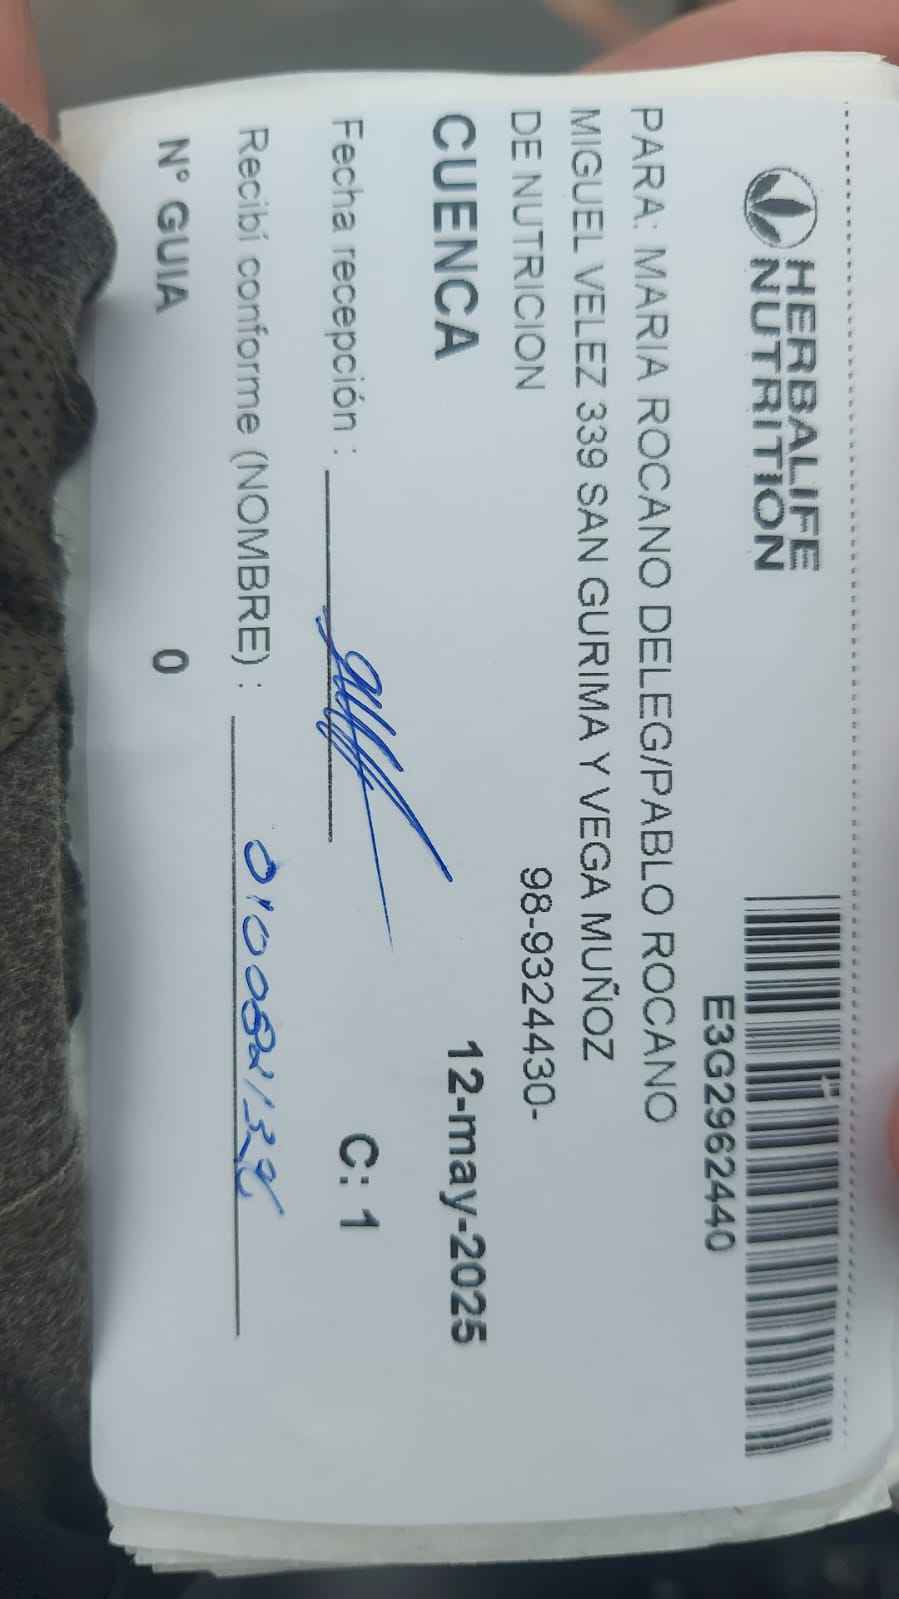 HERBALIFE
NUTRITION
E3G2962440
PARA: MARIA ROCANO DELEG/PABLO ROCANO
MIGUEL VELEZ 339 SAN GURIMA Y VEGA MUÑOZ
DE NUTRICION 98-9324430-
CUENCA 12-may-2025
Fecha recepción : C: 1
Recibí conforme (NOMBRE) :
Nº GUIA 0